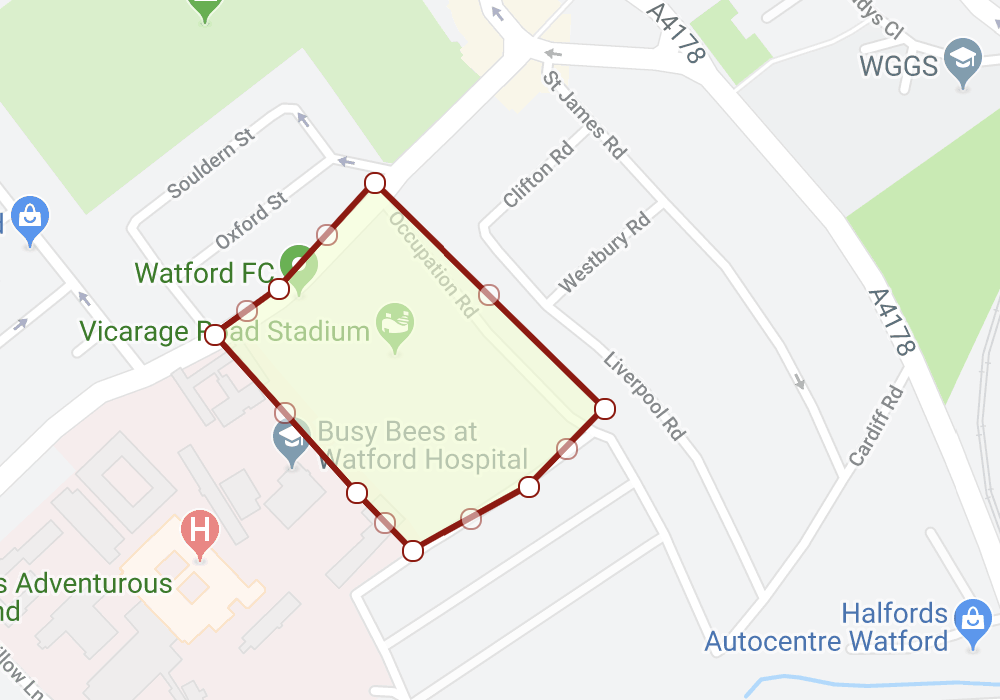 A4178
adys Cl
WGGS
St James Rd
Souldern St
Clifton Rd
Oxford St
Occupation Rd
Westbury Rd
Watford FC
Vicarage Road Stadium
A4178
Liverpool Rd
Cardiff Rd
Busy Bees at
Watford Hospital
H
s Adventurous
nd
Halfords
Autocentre Watford
llow Ln